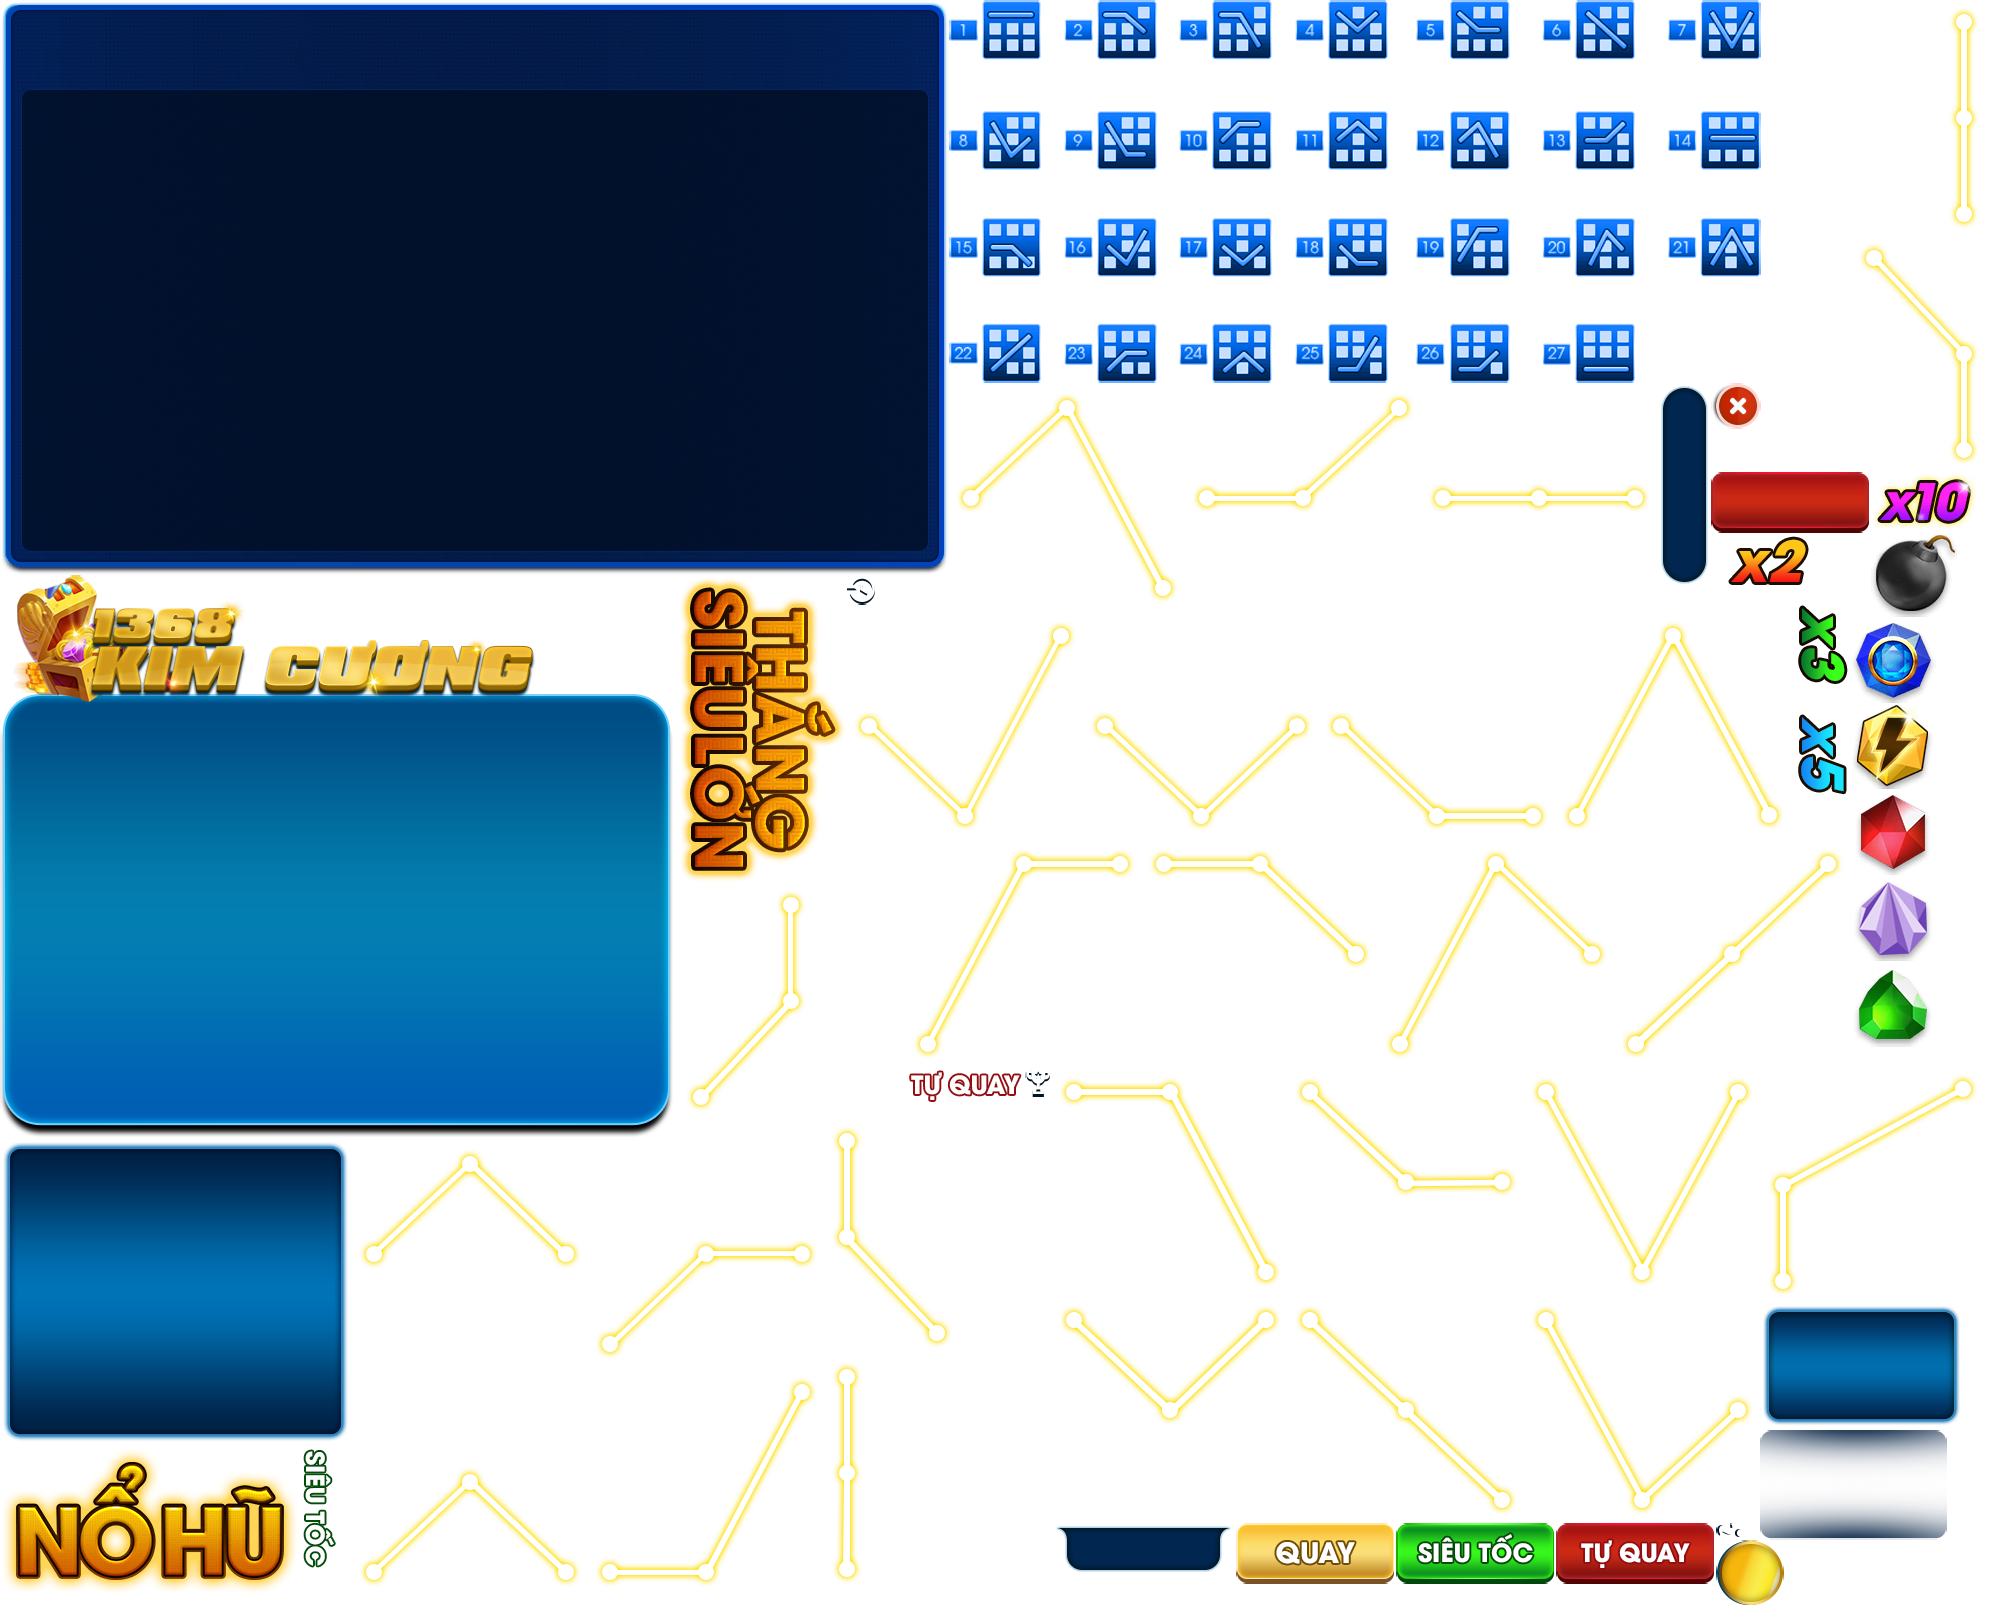 1 2 3 4 5 6 7
8 9 10 11 12 13 14
15 16 17 18 19 20 21
22 23 24 25 26 27
x10
x2
1368
KIM CƯƠNG
THẮNG
SIÊU LỚN
x3
x5
TỰ QUAY
NỔ HŨ
SIÊU TỐC
QUAY
SIÊU TỐC
TỰ QUAY